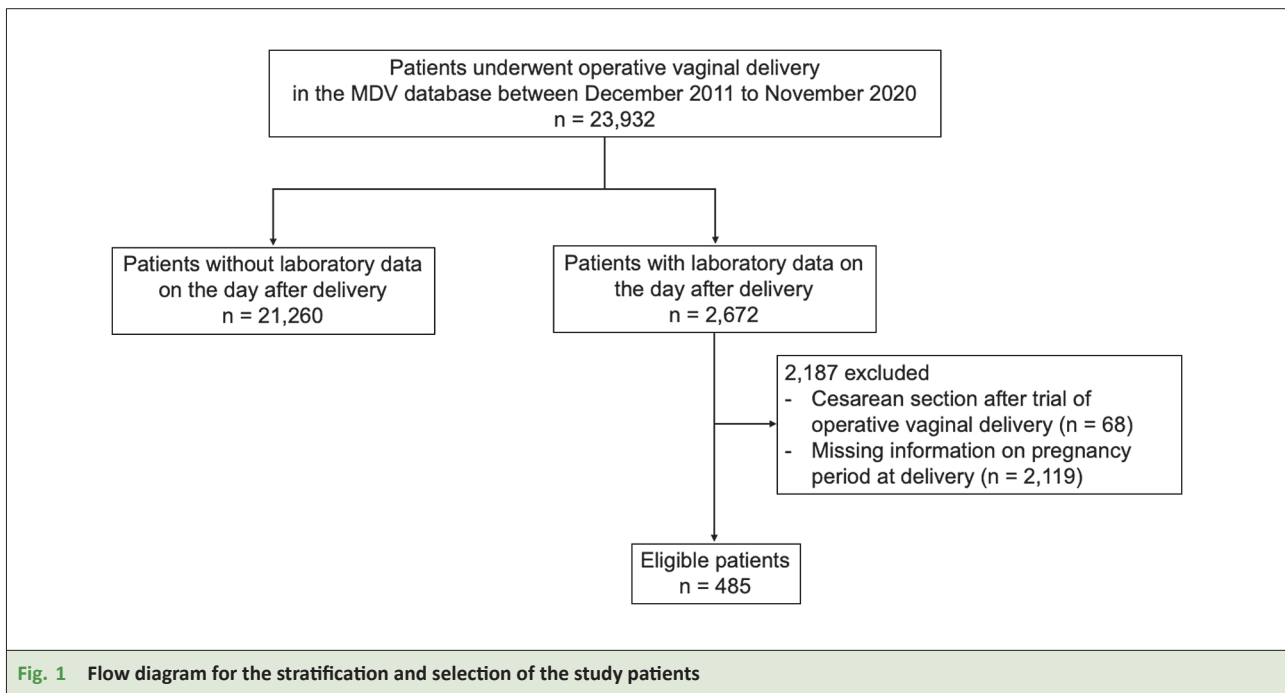 Patients underwent operative vaginal delivery
in the MDV database between December 2011 to November 2020
n = 23,932
Patients without laboratory data
on the day after delivery
n = 21,260
Patients with laboratory data on
the day after delivery
n = 2,672
2,187 excluded
- Cesarean section after trial of
operative vaginal delivery (n = 68)
- Missing information on pregnancy
period at delivery (n = 2,119)
Eligible patients
n = 485
Fig. 1 Flow diagram for the stratification and selection of the study patients